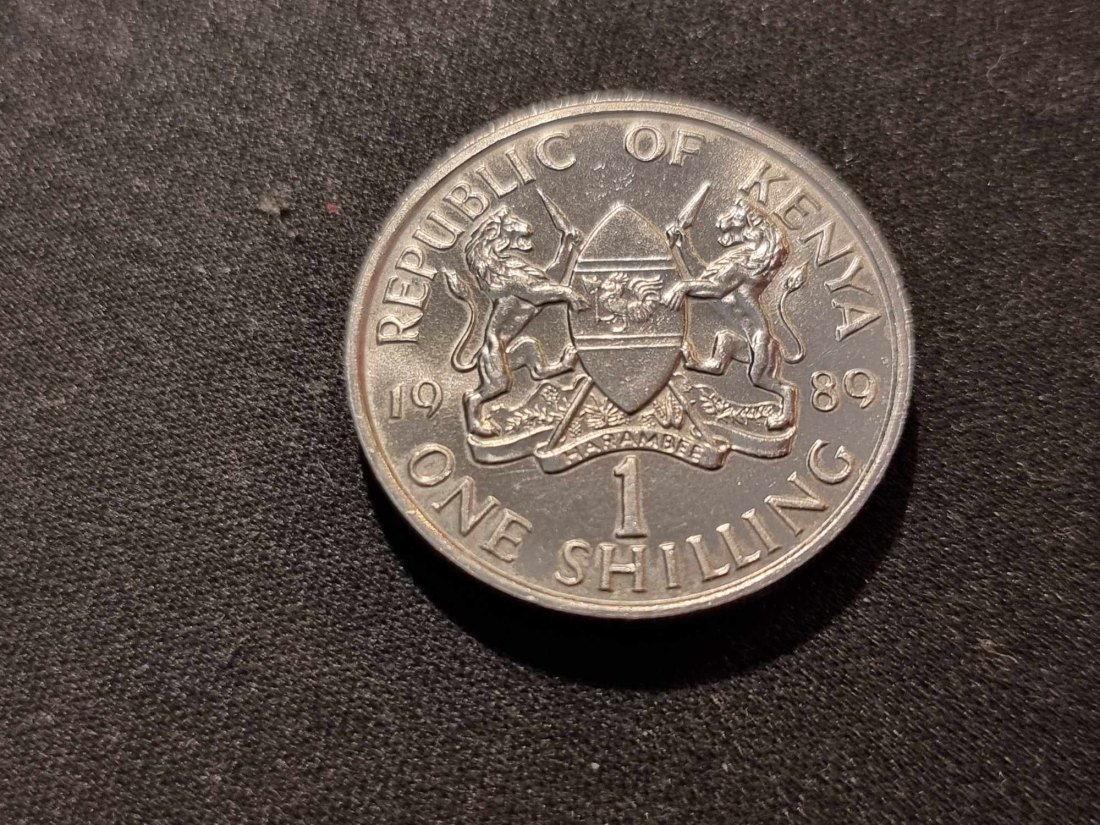 REPUBLIC OF KENYA
19 89
HARAMBEE
1
ONE SHILLING